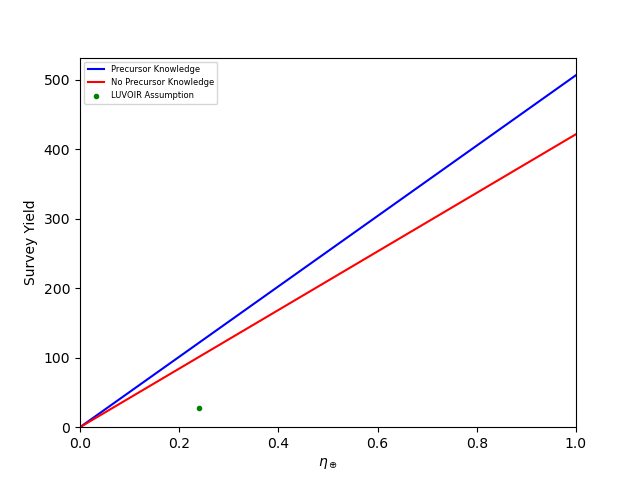 Precursor Knowledge
No Precursor Knowledge
LUVOIR Assumption
Survey Yield
500
400
300
200
100
0
0.0 0.2 0.4 0.6 0.8 1.0
η⊕